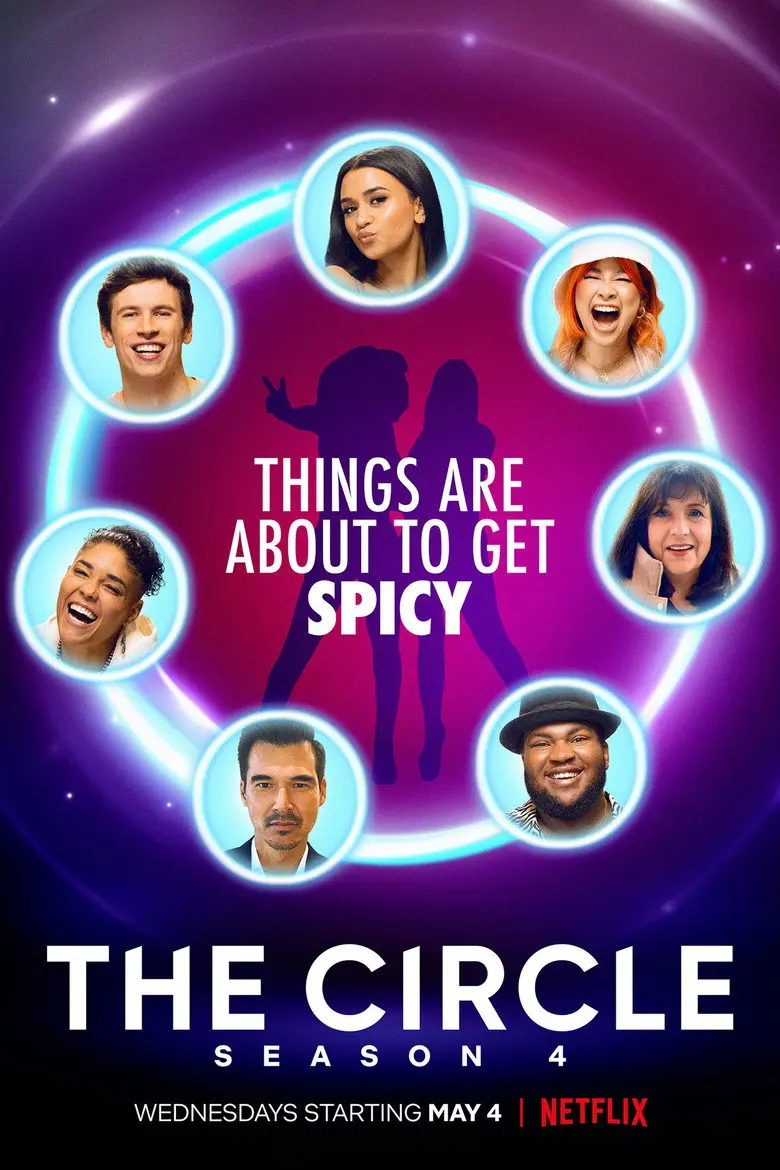 THINGS ARE
ABOUT TO GET
SPICY
THE CIRCLE
SEASON 4
WEDNESDAYS STARTING MAY 4 | NETFLIX